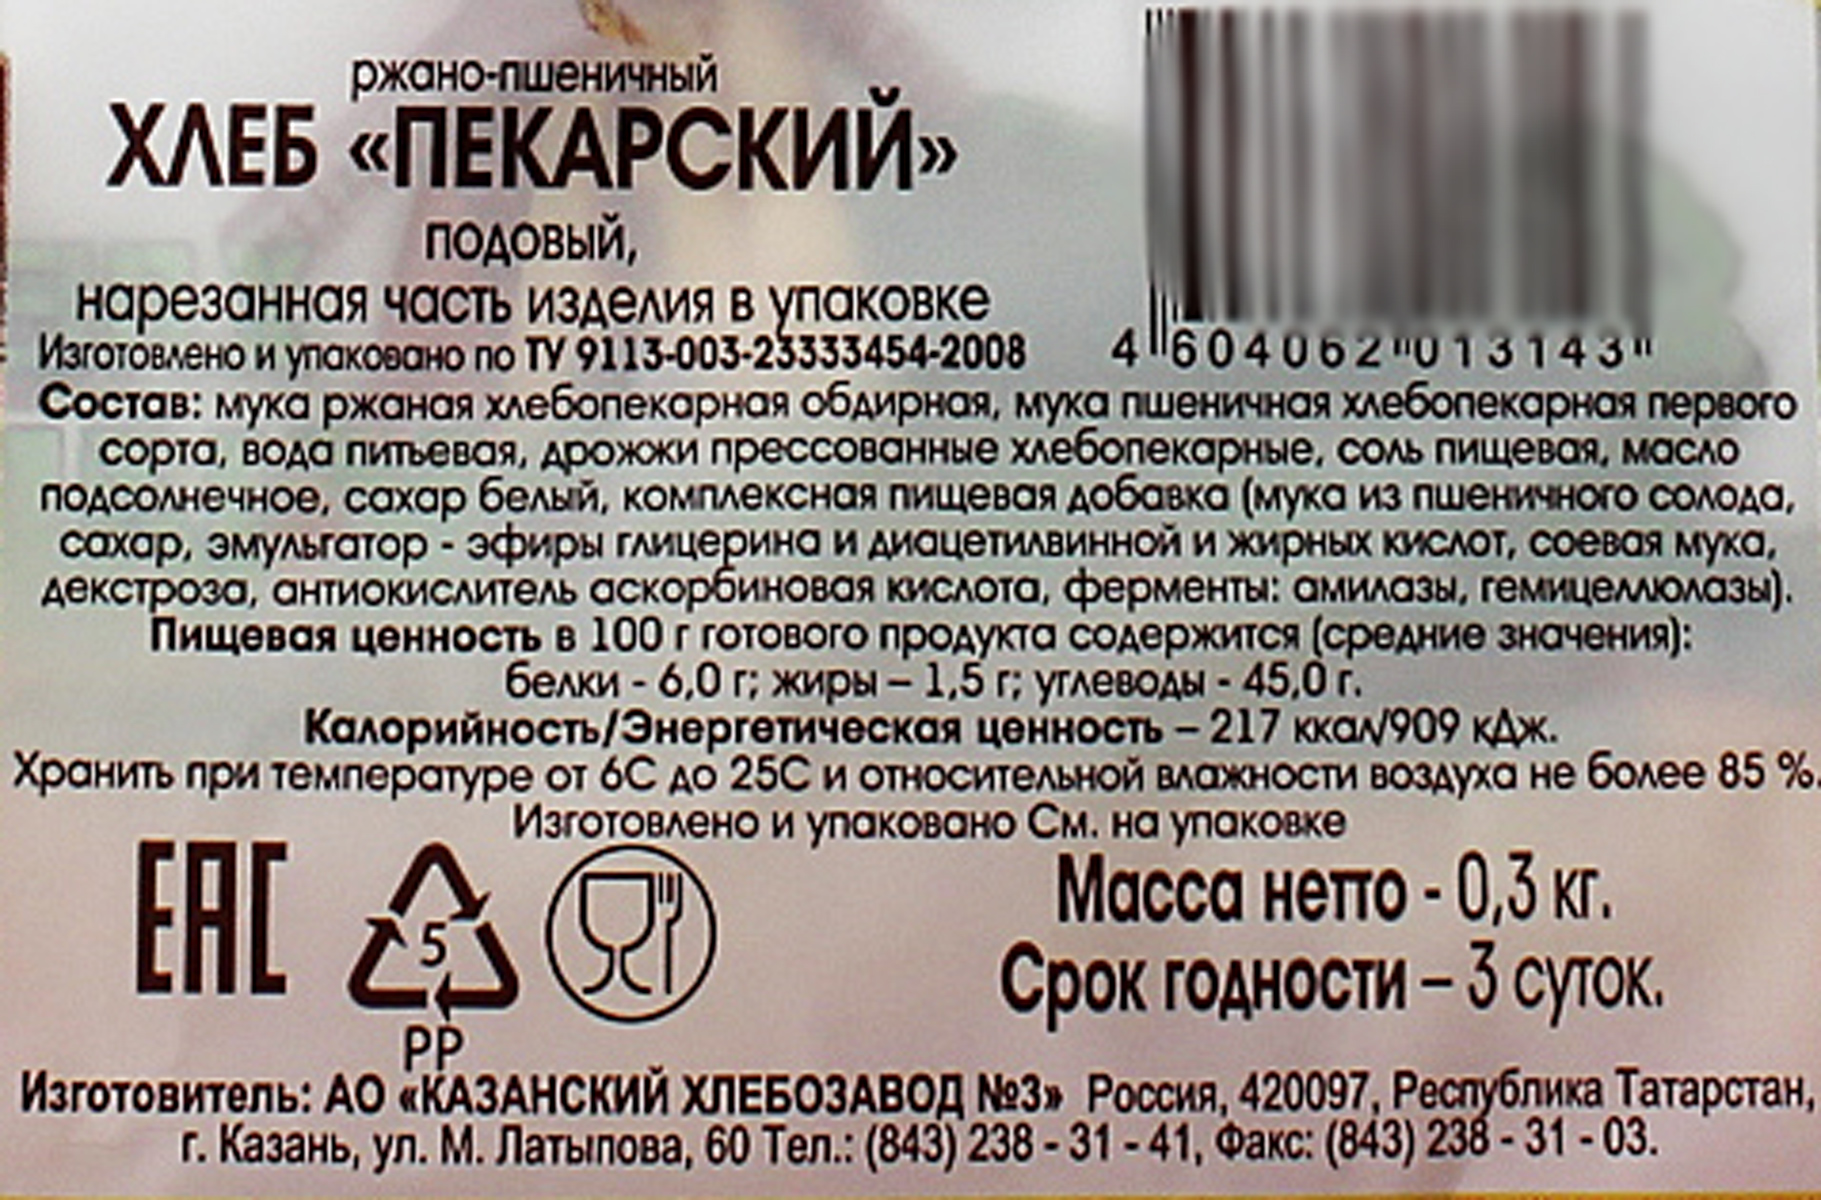 ржано-пшеничный
ХЛЕБ «ПЕКАРСКИЙ»
подовый,
нарезанная часть изделия в упаковке
Изготовлено и упаковано по ТУ 9113-003-23333454-2008
4 604062 013143
Состав: мука ржаная хлебопекарная обдирная, мука пшеничная хлебопекарная первого
сорта, вода питьевая, дрожжи прессованные хлебопекарные, соль пищевая, масло
подсолнечное, сахар белый, комплексная пищевая добавка (мука из пшеничного солода,
сахар, эмульгатор - эфиры глицерина и диацетилвинной и жирных кислот, соевая мука,
декстроза, антиокислитель аскорбиновая кислота, ферменты: амилазы, гемицеллюлазы).
Пищевая ценность в 100 г готового продукта содержится (средние значения):
белки - 6,0 г; жиры – 1,5 г; углеводы - 45,0 г.
Калорийность/Энергетическая ценность – 217 ккал/909 кДж.
Хранить при температуре от 6С до 25С и относительной влажности воздуха не более 85 %.
Изготовлено и упаковано См. на упаковке
EAC
5
PP
Масса нетто - 0,3 кг.
Срок годности – 3 суток.
Изготовитель: АО «КАЗАНСКИЙ ХЛЕБОЗАВОД №3» Россия, 420097, Республика Татарстан,
г. Казань, ул. М. Латыпова, 60 Тел.: (843) 238 - 31 - 41, Факс: (843) 238 - 31 - 03.